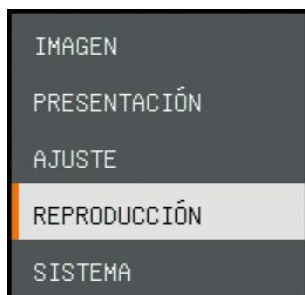 IMAGEN
PRESENTACIÓN
AJUSTE
REPRODUCCIÓN
SISTEMA